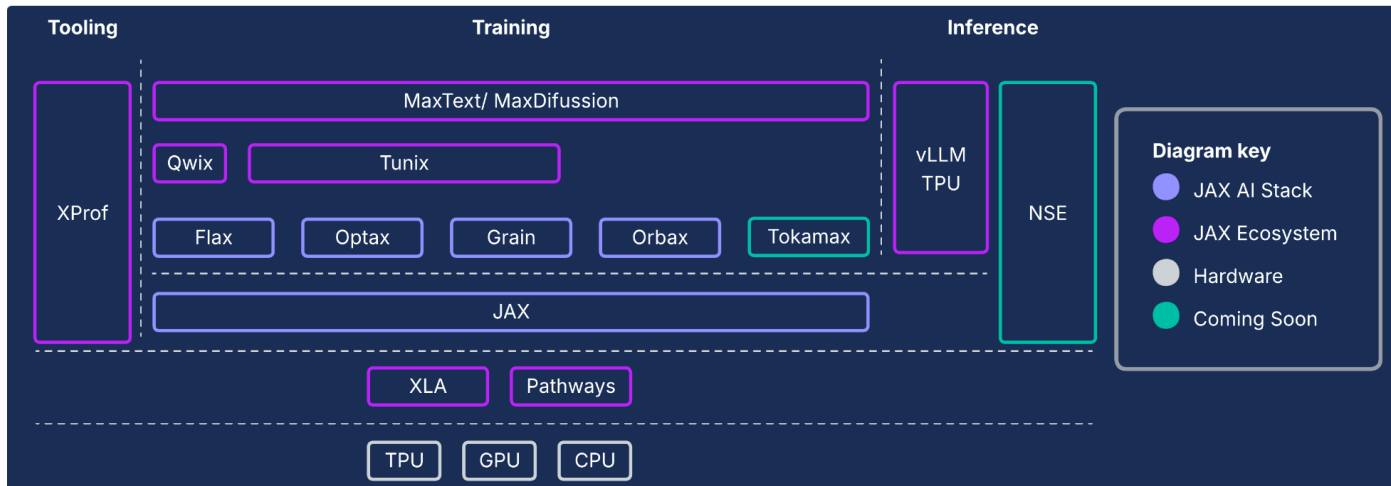 Tooling
Training
Inference
MaxText/ MaxDifussion
Qwix
Tunix
XProf
Flax
Optax
Grain
Orbax
Tokamax
JAX
vLLM
TPU
NSE
XLA
Pathways
TPU
GPU
CPU
Diagram key
JAX AI Stack
JAX Ecosystem
Hardware
Coming Soon